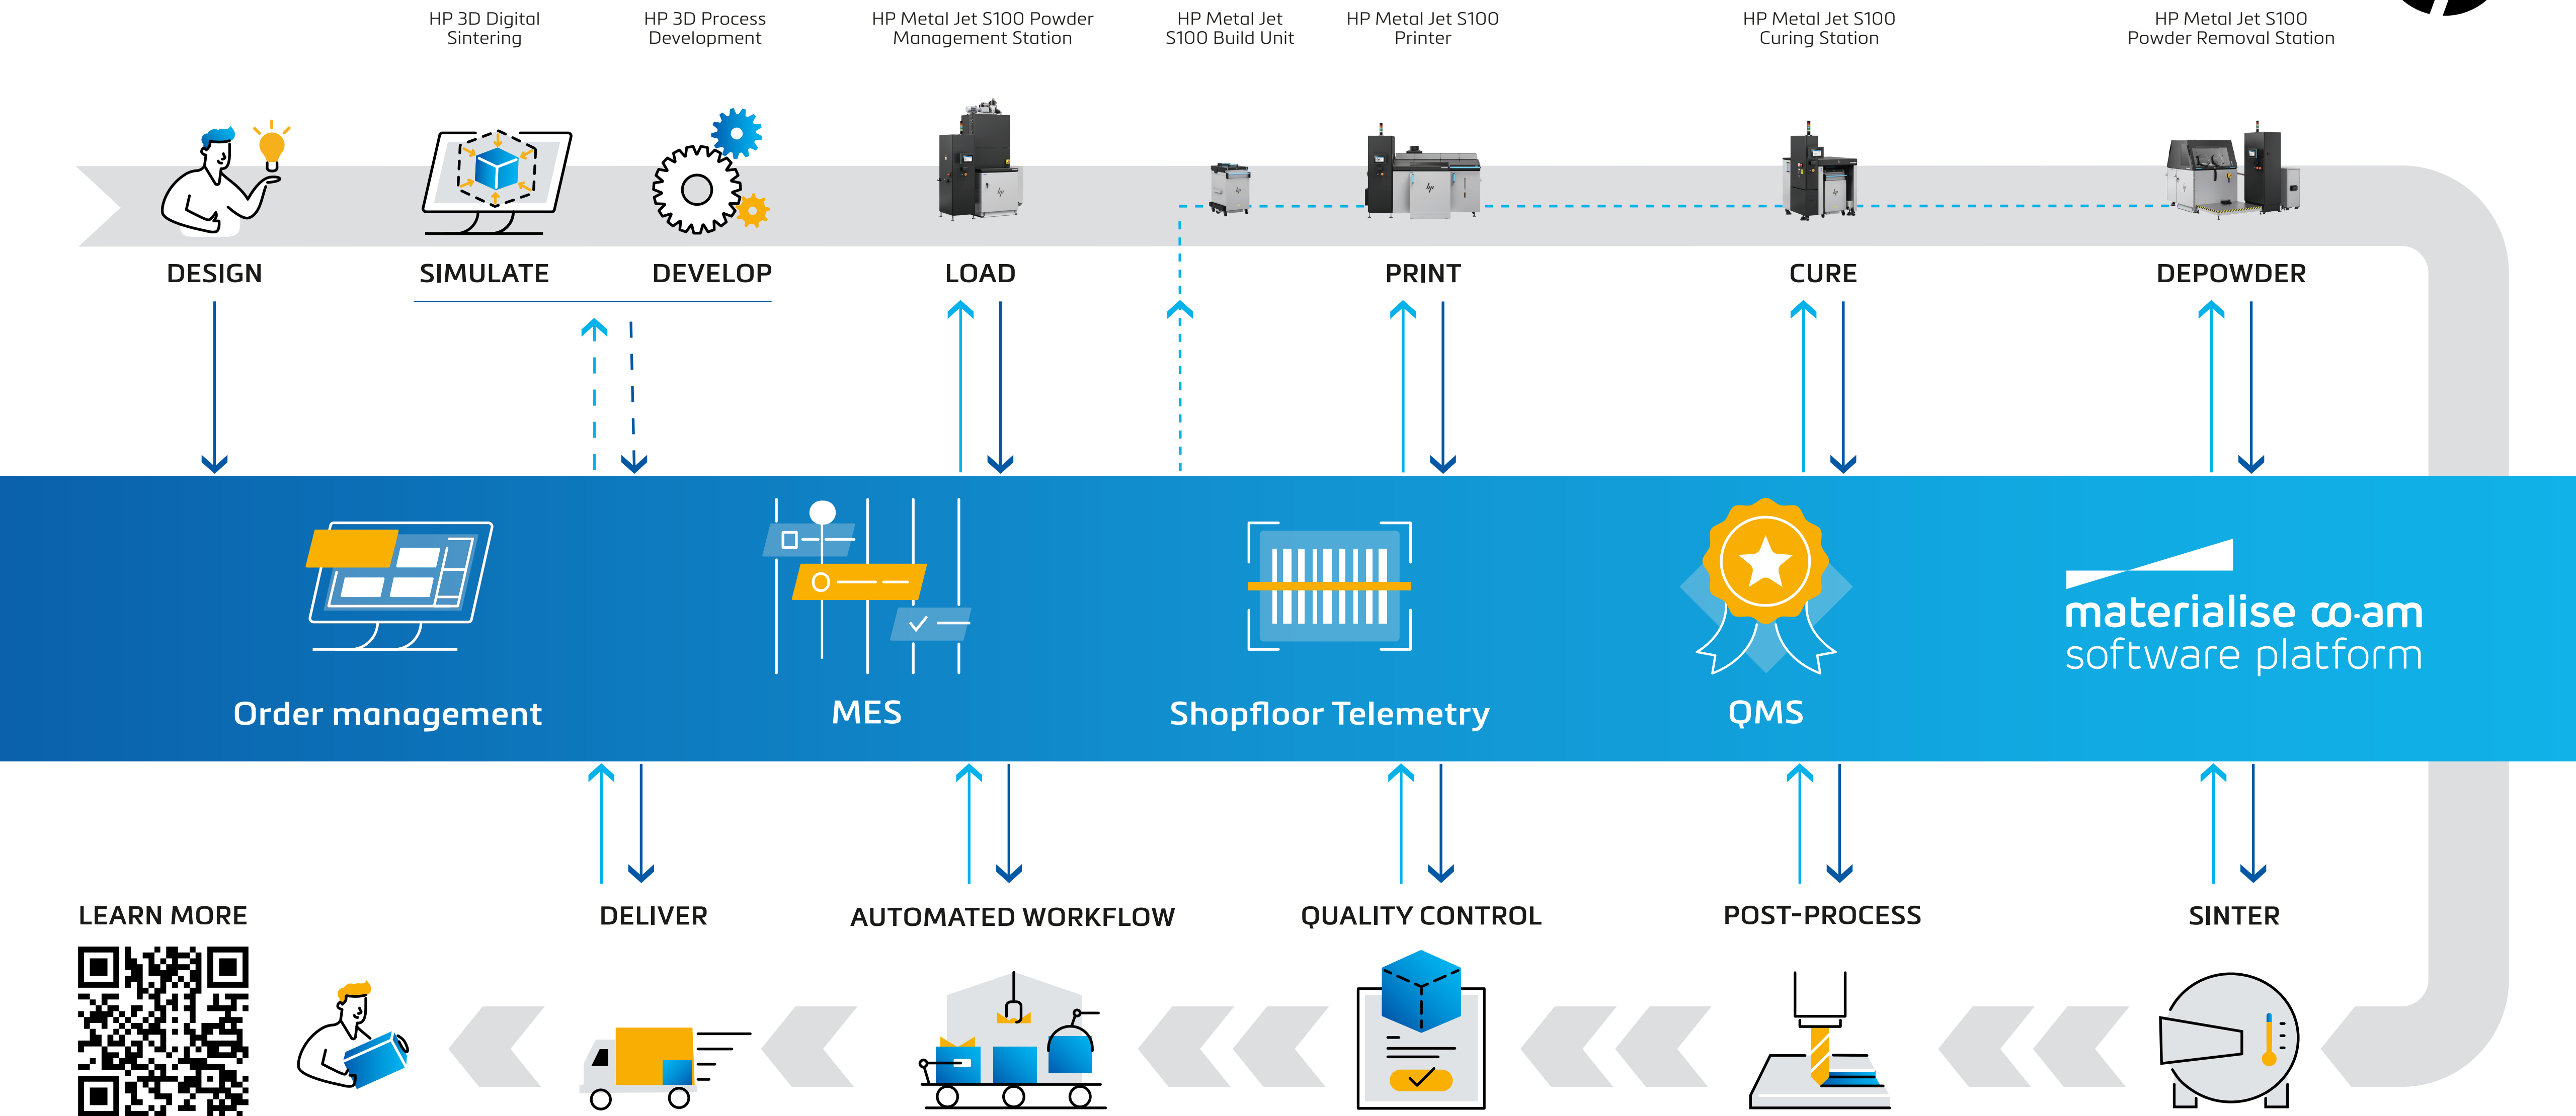 HP 3D Digital
Sintering
HP 3D Process
Development
HP Metal Jet S100 Powder
Management Station
HP Metal Jet
S100 Build Unit
HP Metal Jet S100
Printer
HP Metal Jet S100
Curing Station
HP Metal Jet S100
Powder Removal Station
DESIGN
SIMULATE
DEVELOP
LOAD
PRINT
CURE
DEPOWDER
Order management
MES
Shopfloor Telemetry
QMS
materialise co-am
software platform
LEARN MORE
DELIVER
AUTOMATED WORKFLOW
QUALITY CONTROL
POST-PROCESS
SINTER